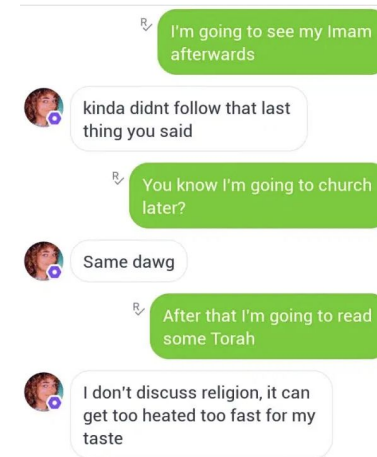 R
I'm going to see my Imam
afterwards
kinda didnt follow that last
thing you said
R
You know I'm going to church
later?
Same dawg
R
After that I'm going to read
some Torah
I don't discuss religion, it can
get too heated too fast for my
taste